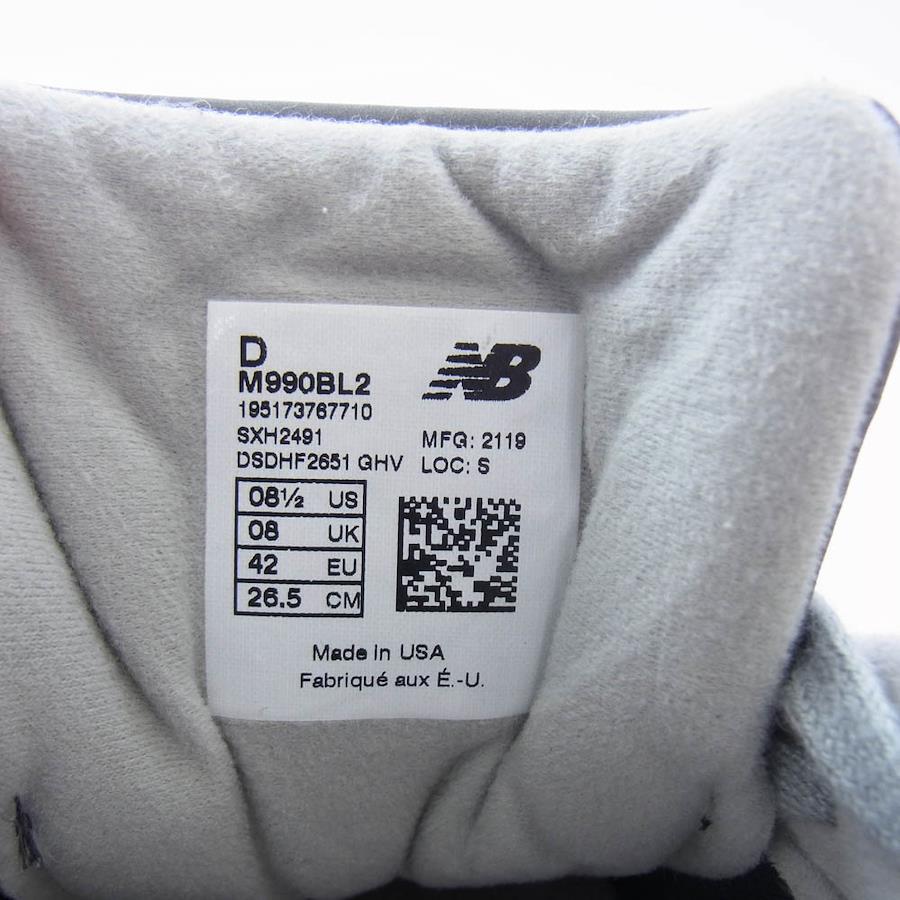 D
M990BL2
NB
195173767710
SXH2491
MFG: 2119
DSDHF2651 GHV
LOC: S
08½ US
08 UK
42 EU
26.5 CM
Made in USA
Fabriqué aux É.-U.